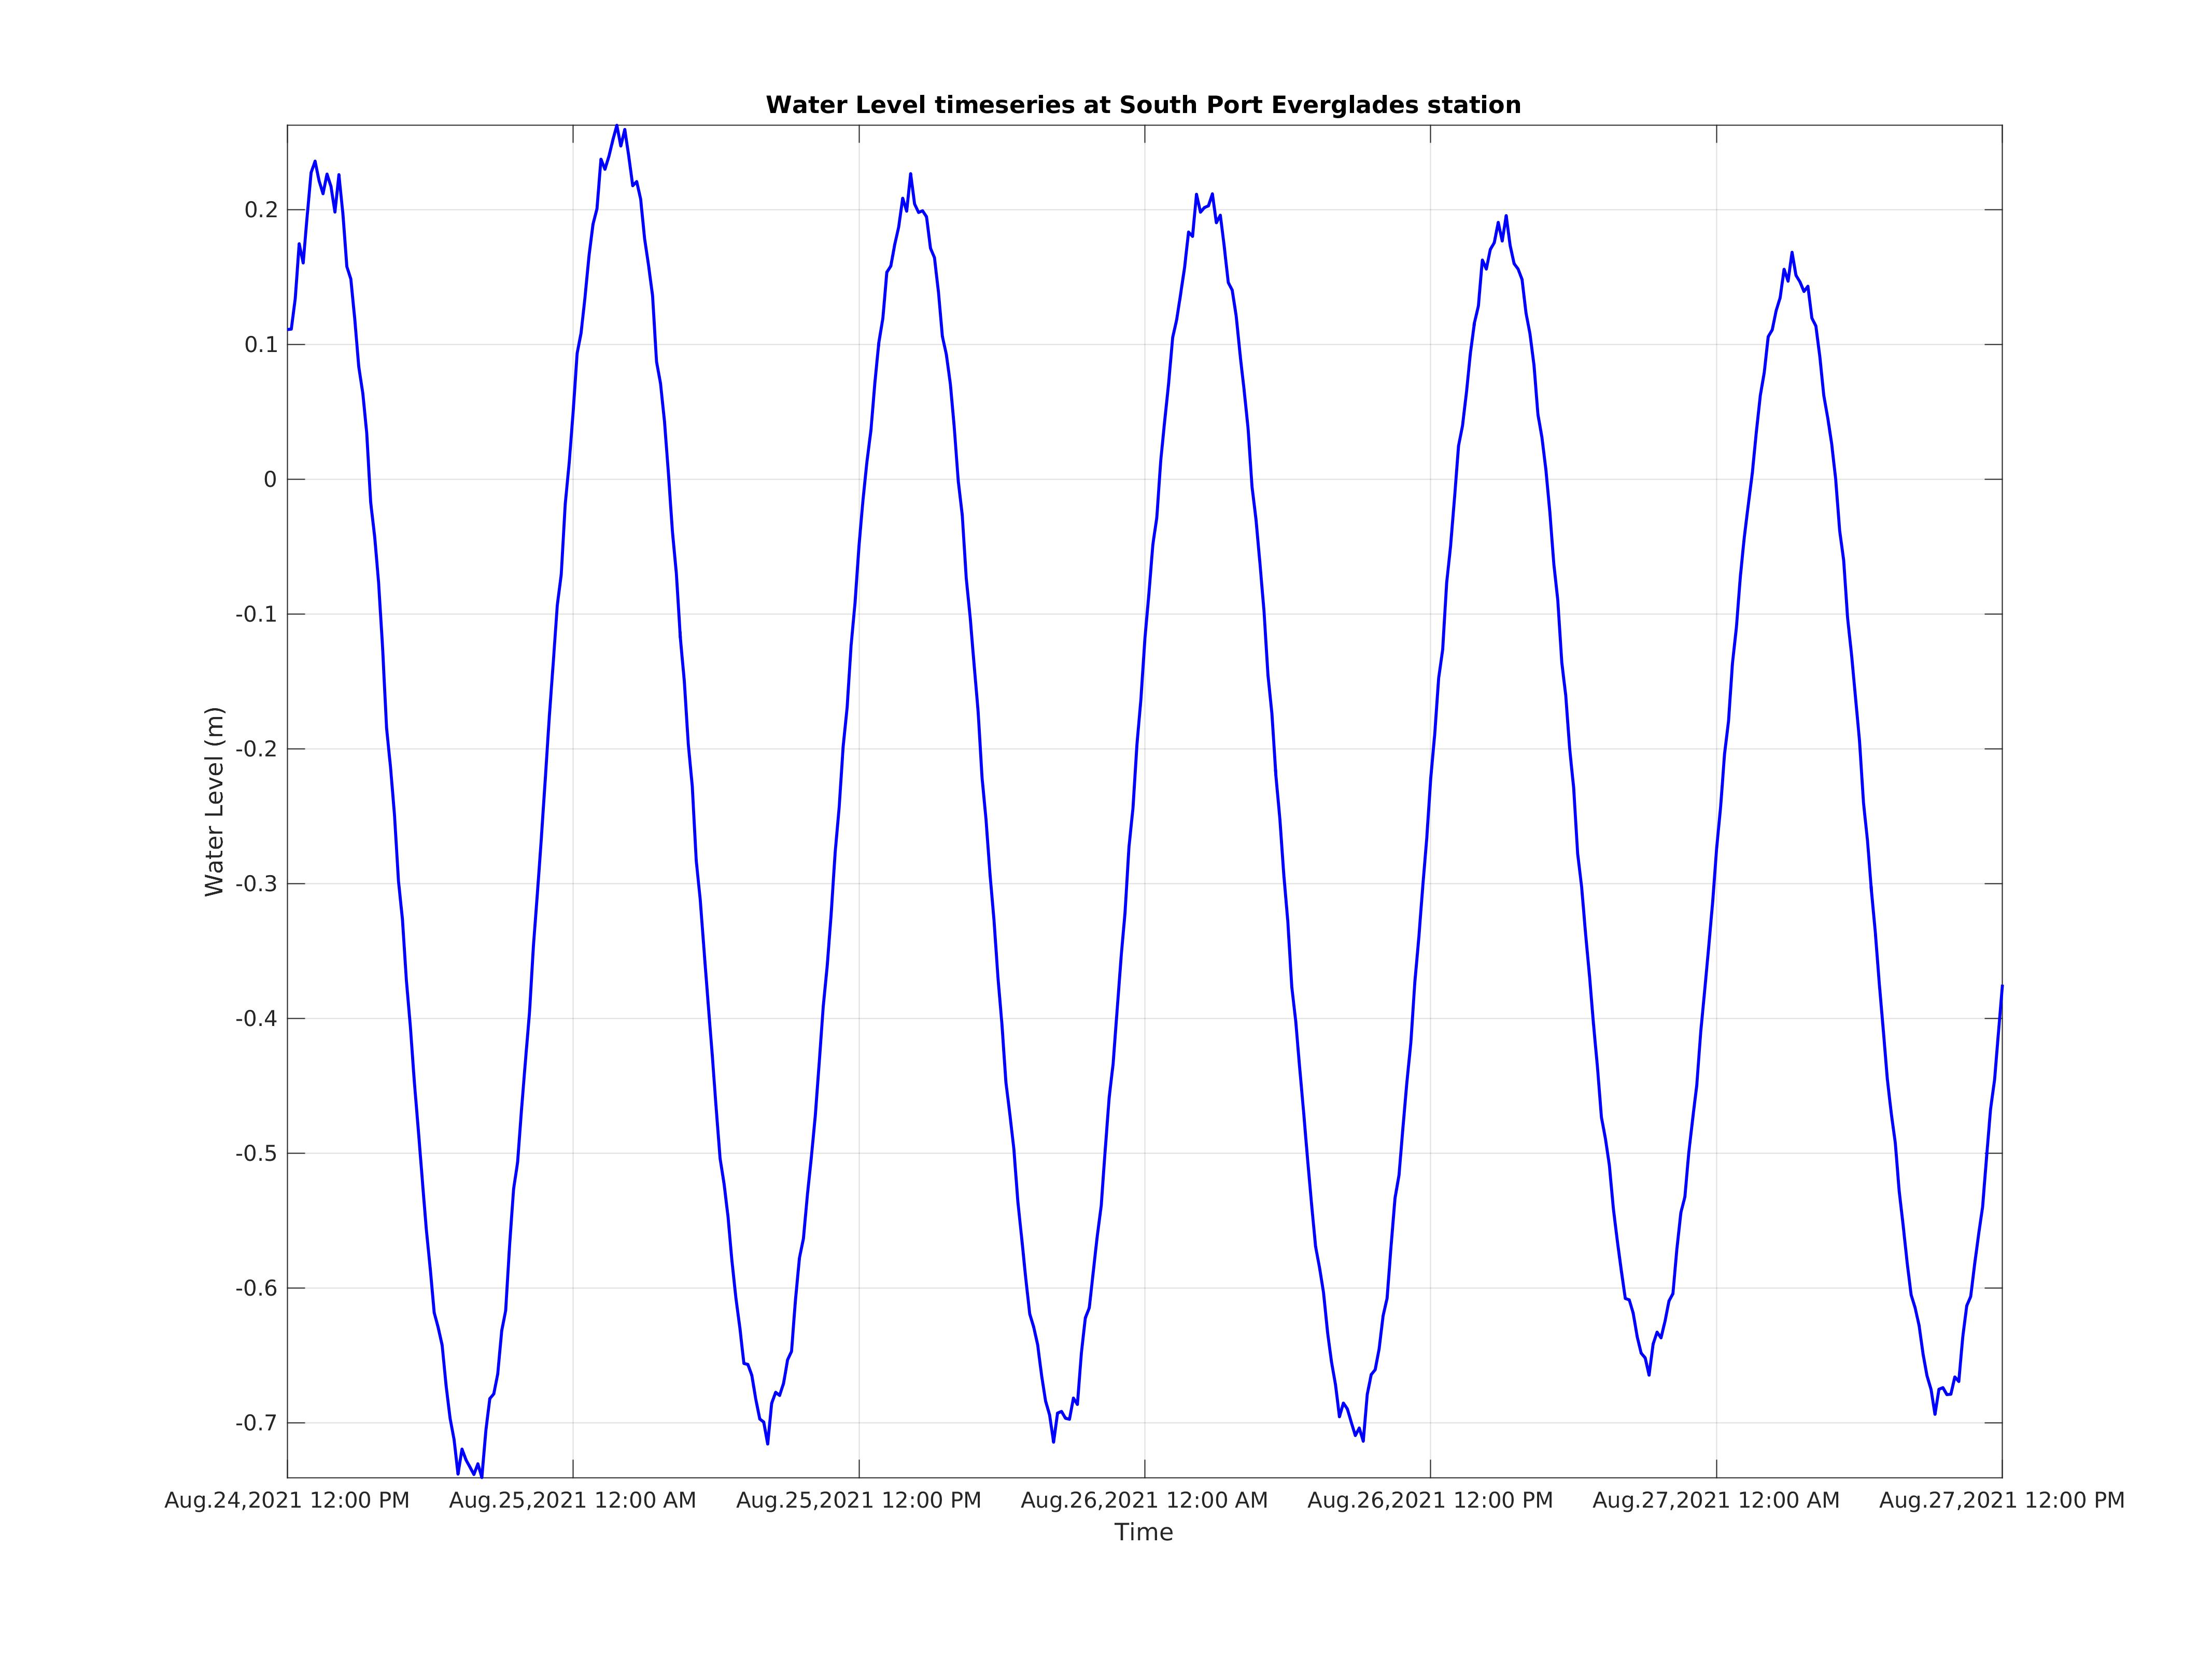 Water Level timeseries at South Port Everglades station
0.2
0.1
0
-0.1
-0.2
-0.3
-0.4
-0.5
-0.6
-0.7
Water Level (m)
Aug.24,2021 12:00 PM Aug.25,2021 12:00 AM Aug.25,2021 12:00 PM Aug.26,2021 12:00 AM Aug.26,2021 12:00 PM Aug.27,2021 12:00 AM Aug.27,2021 12:00 PM
Time